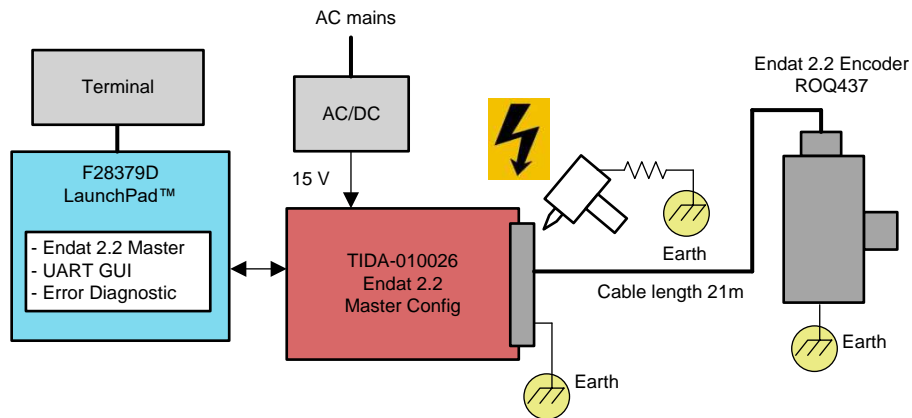 AC mains
Terminal
AC/DC
Endat 2.2 Encoder
ROQ437
F28379D
LaunchPad™
15 V
- Endat 2.2 Master
- UART GUI
- Error Diagnostic
TIDA-010026
Endat 2.2
Master Config
Earth
Cable length 21m
Earth
Earth